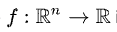 f : ℝⁿ → ℝ